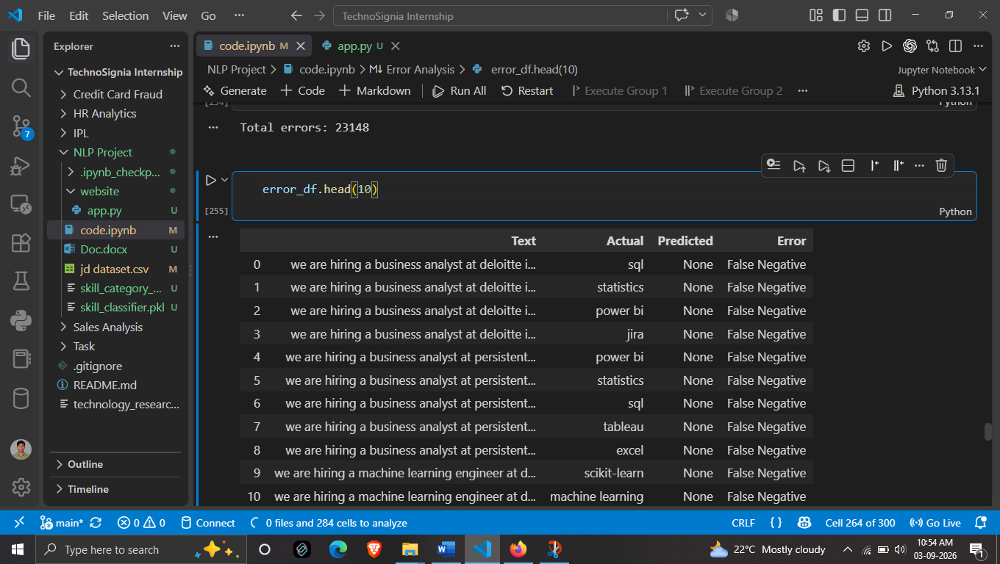 File Edit Selection View Go ··· TechnoSignia Internship
Explorer ···
code.ipynb M app.py U
TechnoSignia Internship
NLP Project > code.ipynb > M↓ Error Analysis > error_df.head(10)
Jupyter Notebook
Generate + Code + Markdown Run All Restart Execute Group 1 Execute Group 2 ··· Python 3.13.1
Credit Card Fraud
HR Analytics
IPL
NLP Project
.ipynb_checkp...
website
app.py U
code.ipynb M
Doc.docx U
jd dataset.csv M
skill_category_... U
skill_classifier.pkl U
Sales Analysis
Task
.gitignore
README.md
technology_researc...
Outline
Timeline
7
[254] Python
··· Total errors: 23148
error_df.head(10)
[255] Python
···
Text Actual Predicted Error
0 we are hiring a business analyst at deloitte i... sql None False Negative
1 we are hiring a business analyst at deloitte i... statistics None False Negative
2 we are hiring a business analyst at deloitte i... power bi None False Negative
3 we are hiring a business analyst at deloitte i... jira None False Negative
4 we are hiring a business analyst at persistent... power bi None False Negative
5 we are hiring a business analyst at persistent... statistics None False Negative
6 we are hiring a business analyst at persistent... sql None False Negative
7 we are hiring a business analyst at persistent... tableau None False Negative
8 we are hiring a business analyst at persistent... excel None False Negative
9 we are hiring a machine learning engineer at d... scikit-learn None False Negative
10 we are hiring a machine learning engineer at d... machine learning None False Negative
main* 0 0 Connect 0 files and 284 cells to analyze CRLF { } Cell 264 of 300 Go Live
Type here to search 22°C Mostly cloudy 10:54 AM
03-09-2026
1